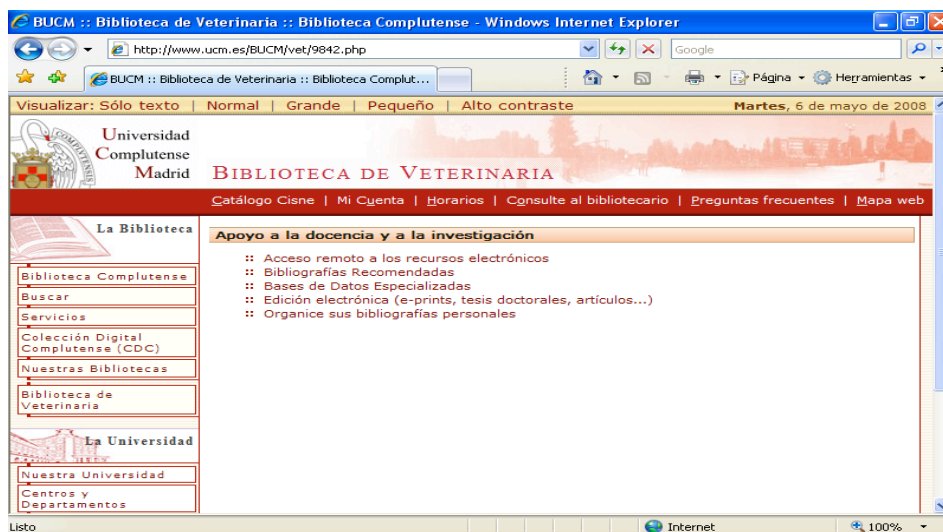 BUCM :: Biblioteca de Veterinaria :: Biblioteca Complutense - Windows Internet Explorer
http://www.ucm.es/BUCM/vet/9842.php
Google
BUCM :: Biblioteca de Veterinaria :: Biblioteca Complut...
Página
Herramientas
Visualizar: Sólo texto | Normal | Grande | Pequeño | Alto contraste
Martes, 6 de mayo de 2008
Universidad
Complutense
Madrid
BIBLIOTECA DE VETERINARIA
Catálogo Cisne | Mi Cuenta | Horarios | Consulte al bibliotecario | Preguntas frecuentes | Mapa web
La Biblioteca
Biblioteca Complutense
Buscar
Servicios
Colección Digital
Complutense (CDC)
Nuestras Bibliotecas
Biblioteca de
Veterinaria
La Universidad
Nuestra Universidad
Centros y
Departamentos
Apoyo a la docencia y a la investigación
:: Acceso remoto a los recursos electrónicos
:: Bibliografías Recomendadas
:: Bases de Datos Especializadas
:: Edición electrónica (e-prints, tesis doctorales, artículos...)
:: Organice sus bibliografías personales
Listo
Internet
100%